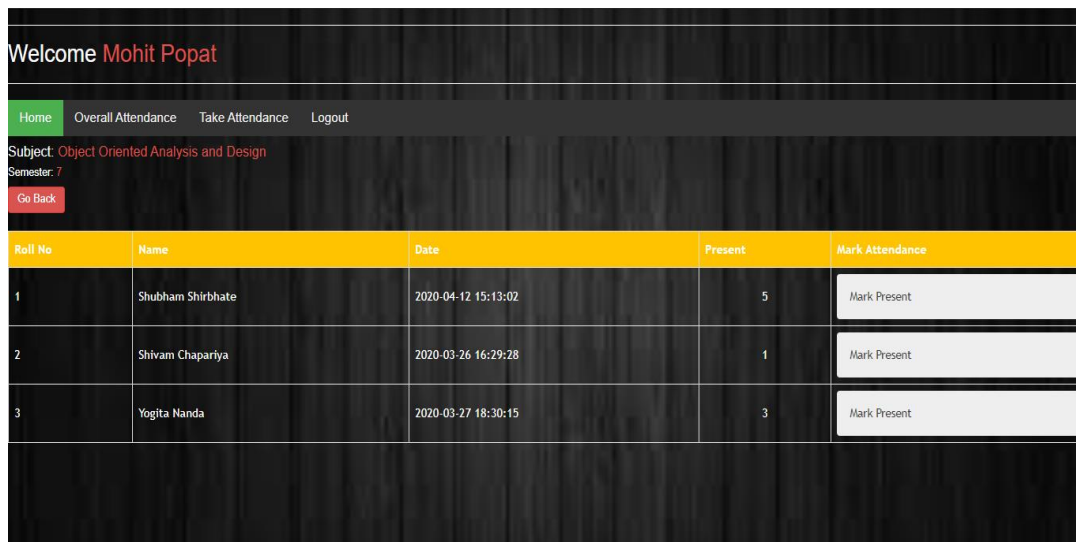 Welcome Mohit Popat
Home Overall Attendance Take Attendance Logout
Subject: Object Oriented Analysis and Design
Semester: 7
Go Back
Roll No Name Date Present Mark Attendance
1 Shubham Shirbhate 2020-04-12 15:13:02 5 Mark Present
2 Shivam Chapariya 2020-03-26 16:29:28 1 Mark Present
3 Yogita Nanda 2020-03-27 18:30:15 3 Mark Present